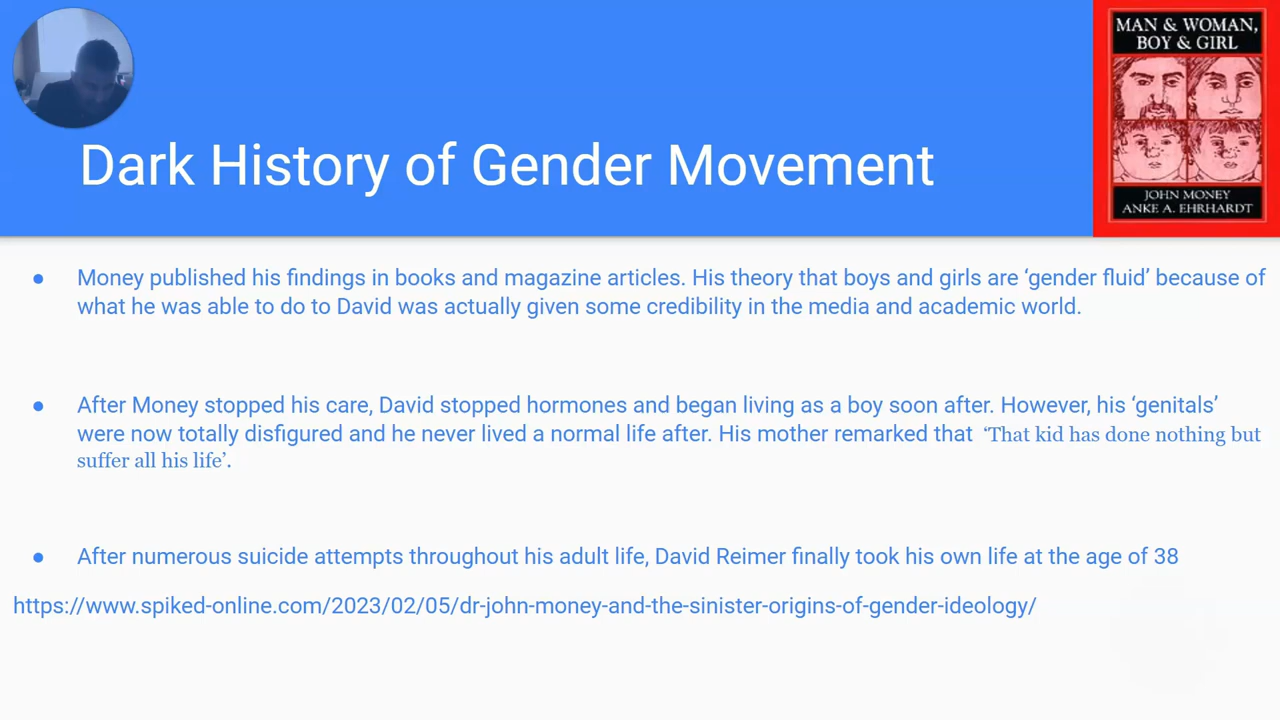 MAN & WOMAN,
BOY & GIRL
JOHN MONEY
ANKE A. EHRHARDT
Dark History of Gender Movement
● Money published his findings in books and magazine articles. His theory that boys and girls are ‘gender fluid’ because of
what he was able to do to David was actually given some credibility in the media and academic world.
● After Money stopped his care, David stopped hormones and began living as a boy soon after. However, his ‘genitals’
were now totally disfigured and he never lived a normal life after. His mother remarked that ‘That kid has done nothing but
suffer all his life’.
● After numerous suicide attempts throughout his adult life, David Reimer finally took his own life at the age of 38
https://www.spiked-online.com/2023/02/05/dr-john-money-and-the-sinister-origins-of-gender-ideology/